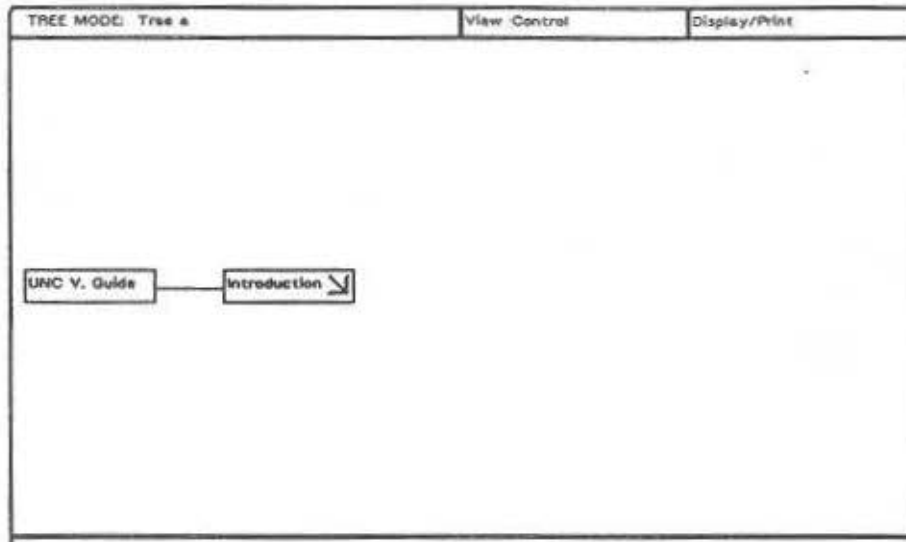 TREE MODE: Tree a
View Control
Display/Print
UNC V. Guide
Introduction